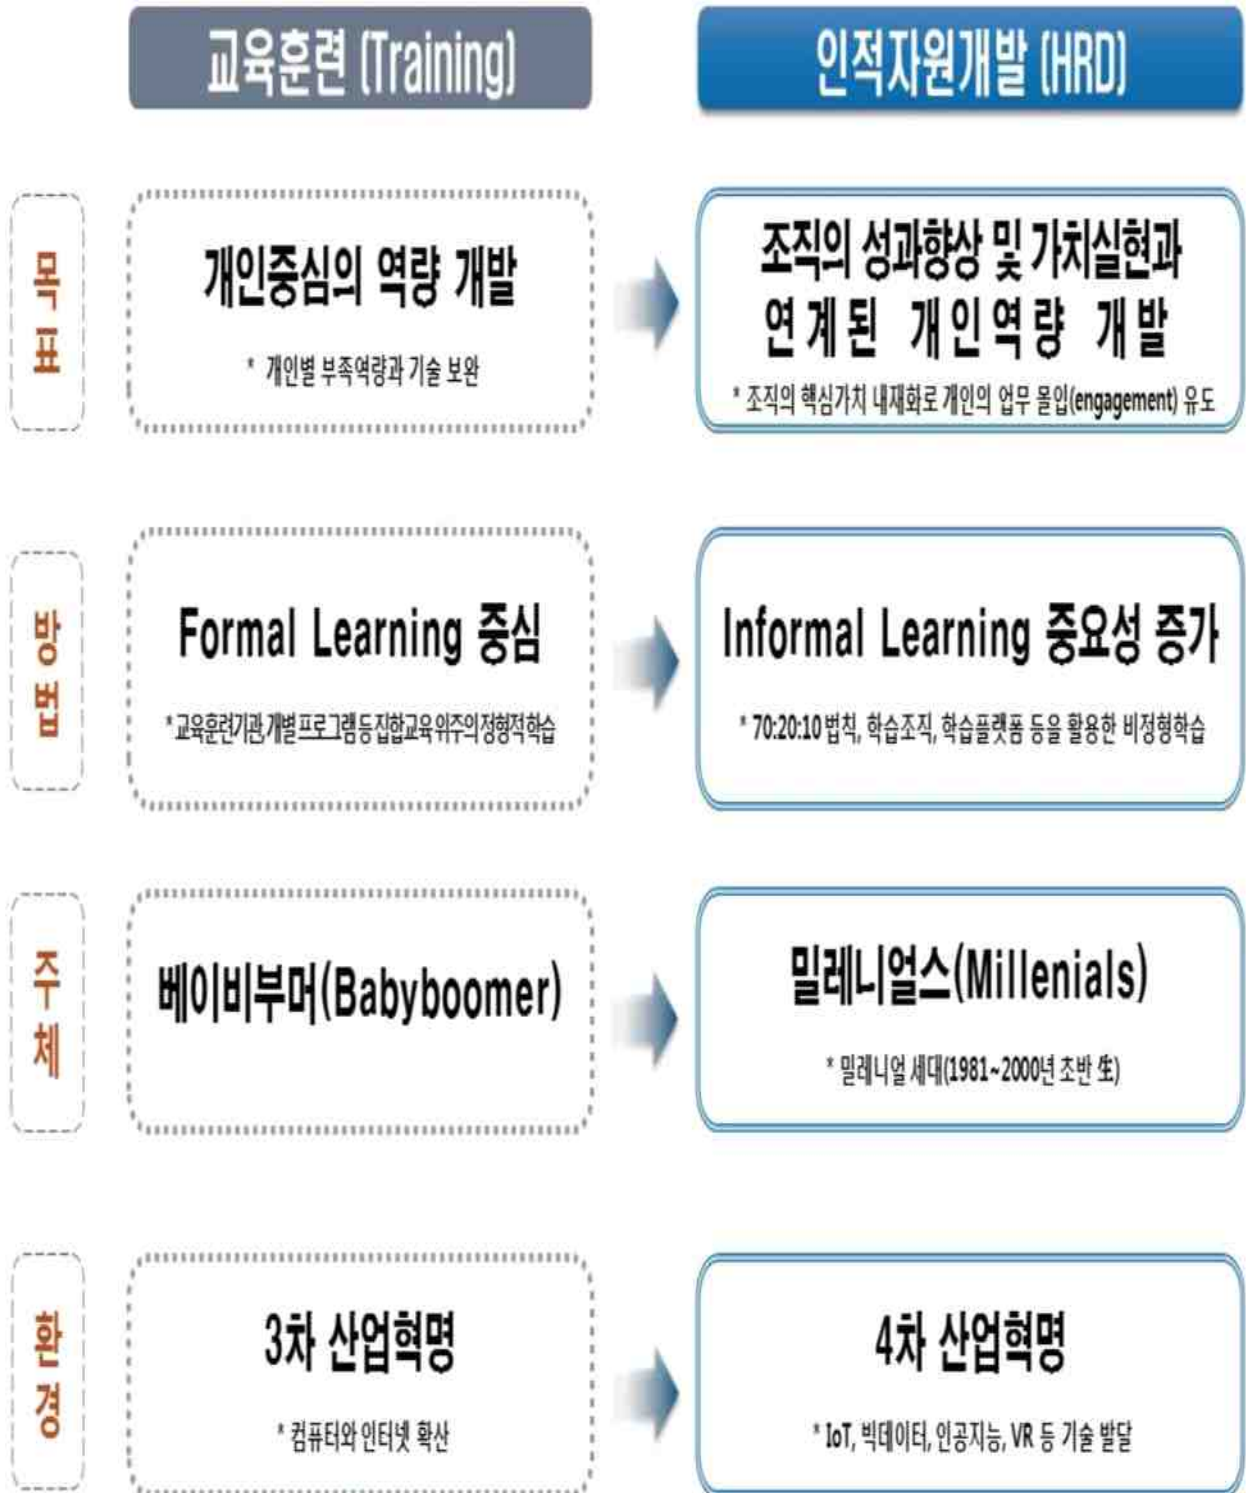 교육훈련 (Training)
인적자원개발 (HRD)
목표
개인중심의 역량 개발
* 개인별 부족역량과 기술 보완
조직의 성과향상 및 가치실현과
연계된 개인역량 개발
* 조직의 핵심가치 내재화로 개인의 업무 몰입(engagement) 유도
방법
Formal Learning 중심
* 교육훈련기관, 개별 프로그램 등 집합교육 위주의 정형적 학습
Informal Learning 중요성 증가
* 70:20:10 법칙, 학습조직, 학습플랫폼 등을 활용한 비정형학습
주체
베이비부머(Babyboomer)
밀레니얼스(Millenials)
* 밀레니얼 세대(1981~2000년 초반 生)
환경
3차 산업혁명
* 컴퓨터와 인터넷 확산
4차 산업혁명
* IoT, 빅데이터, 인공지능, VR 등 기술 발달